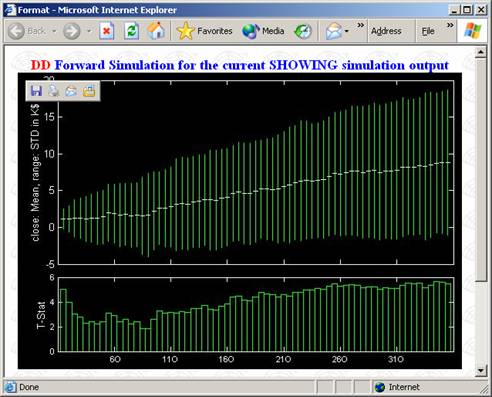 Format - Microsoft Internet Explorer
Back Favorites Media Address File
DD Forward Simulation for the current SHOWING simulation output
close: Mean, range: STD in K$
20
15
10
5
0
-5
T-Stat
6
4
2
0
60 110 160 210 260 310
Done Internet